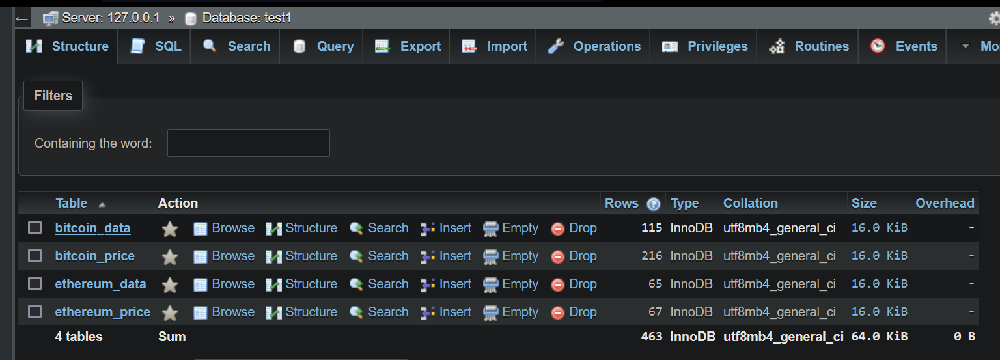 ← Server: 127.0.0.1 » Database: test1
Structure SQL Search Query Export Import Operations Privileges Routines Events Mo
Filters
Containing the word:
Table Action Rows Type Collation Size Overhead
bitcoin_data Browse Structure Search Insert Empty Drop 115 InnoDB utf8mb4_general_ci 16.0 KiB -
bitcoin_price Browse Structure Search Insert Empty Drop 216 InnoDB utf8mb4_general_ci 16.0 KiB -
ethereum_data Browse Structure Search Insert Empty Drop 65 InnoDB utf8mb4_general_ci 16.0 KiB -
ethereum_price Browse Structure Search Insert Empty Drop 67 InnoDB utf8mb4_general_ci 16.0 KiB -
4 tables Sum 463 InnoDB utf8mb4_general_ci 64.0 KiB 0 B